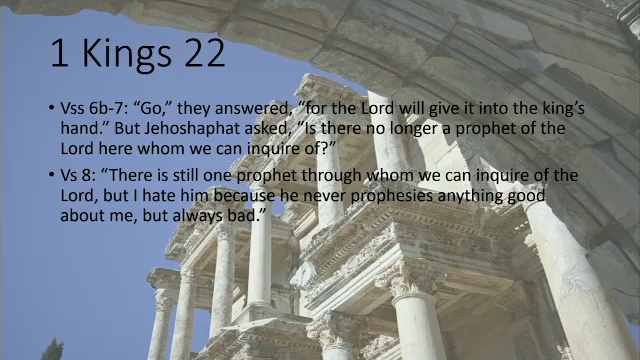 1 Kings 22
• Vss 6b-7: “Go,” they answered, “for the Lord will give it into the king’s
hand.” But Jehoshaphat asked, “Is there no longer a prophet of the
Lord here whom we can inquire of?”
• Vs 8: “There is still one prophet through whom we can inquire of the
Lord, but I hate him because he never prophesies anything good
about me, but always bad.”